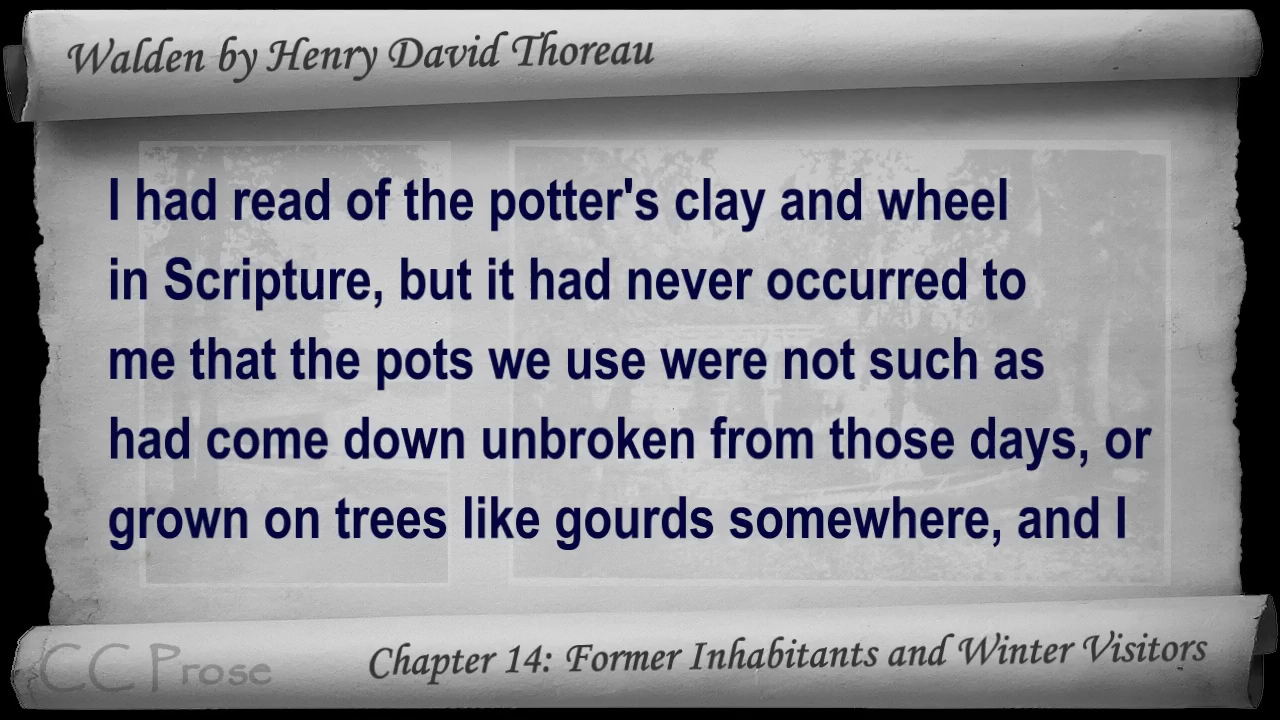 Walden by Henry David Thoreau
I had read of the potter's clay and wheel
in Scripture, but it had never occurred to
me that the pots we use were not such as
had come down unbroken from those days, or
grown on trees like gourds somewhere, and I
CC Prose
Chapter 14: Former Inhabitants and Winter Visitors